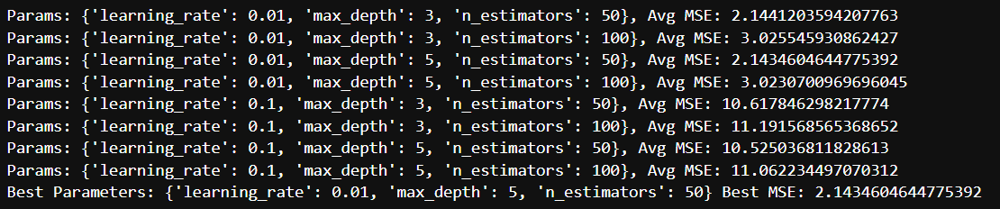 Params: {'learning_rate': 0.01, 'max_depth': 3, 'n_estimators': 50}, Avg MSE: 2.1441203594207763
Params: {'learning_rate': 0.01, 'max_depth': 3, 'n_estimators': 100}, Avg MSE: 3.025545930862427
Params: {'learning_rate': 0.01, 'max_depth': 5, 'n_estimators': 50}, Avg MSE: 2.1434604644775392
Params: {'learning_rate': 0.01, 'max_depth': 5, 'n_estimators': 100}, Avg MSE: 3.0230700969696045
Params: {'learning_rate': 0.1, 'max_depth': 3, 'n_estimators': 50}, Avg MSE: 10.617846298217774
Params: {'learning_rate': 0.1, 'max_depth': 3, 'n_estimators': 100}, Avg MSE: 11.191568565368652
Params: {'learning_rate': 0.1, 'max_depth': 5, 'n_estimators': 50}, Avg MSE: 10.525036811828613
Params: {'learning_rate': 0.1, 'max_depth': 5, 'n_estimators': 100}, Avg MSE: 11.062234497070312
Best Parameters: {'learning_rate': 0.01, 'max_depth': 5, 'n_estimators': 50} Best MSE: 2.1434604644775392